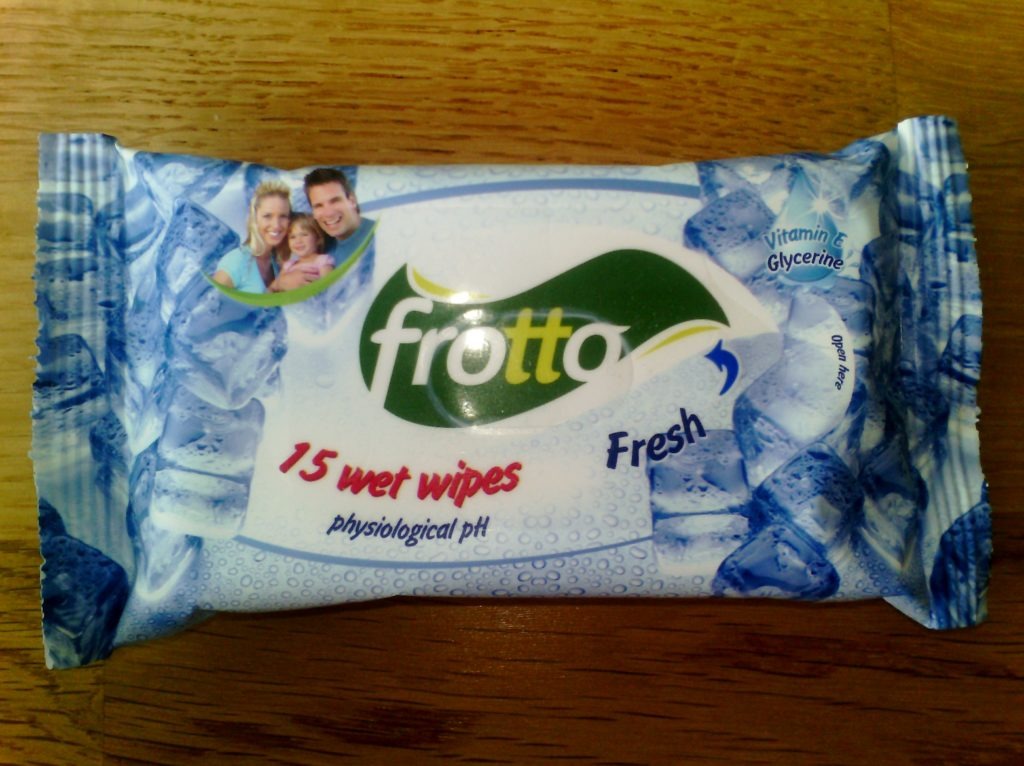 Vitamin E
Glycerine
frotto
Open here
Fresh
15 wet wipes
physiological pH